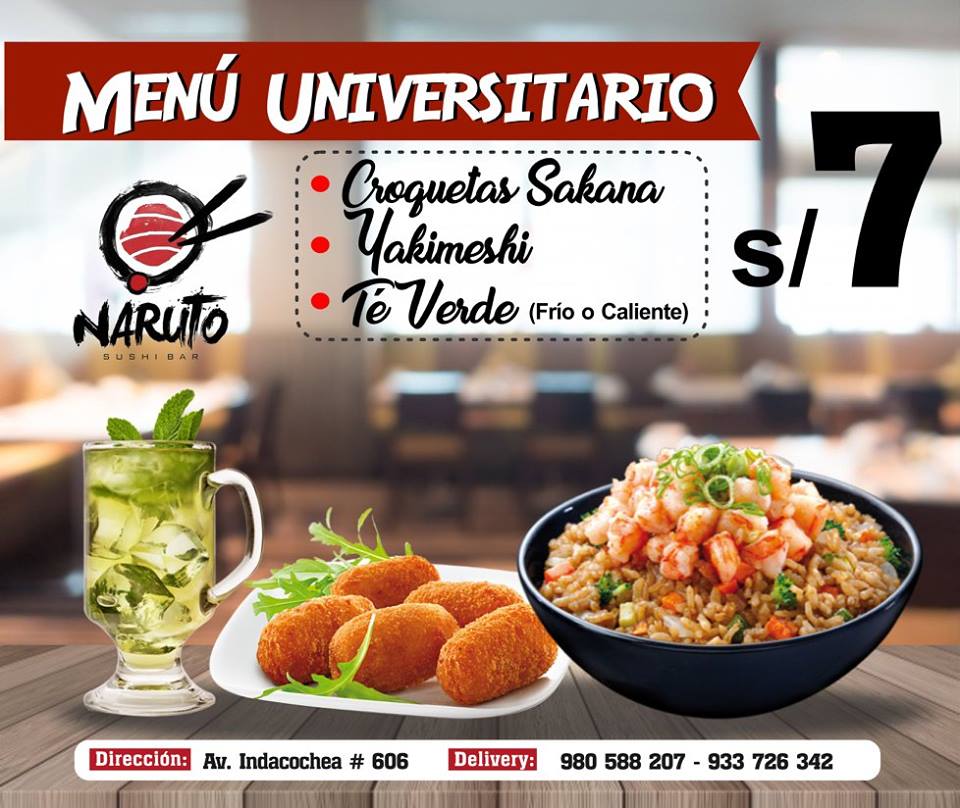 MENÚ UNIVERSITARIO
S/7
• Croquetas Sakana
• Yakimeshi
• Té Verde (Frío o Caliente)
NARUTO
SUSHI BAR
Dirección: Av. Indacochea # 606 Delivery: 980 588 207 - 933 726 342